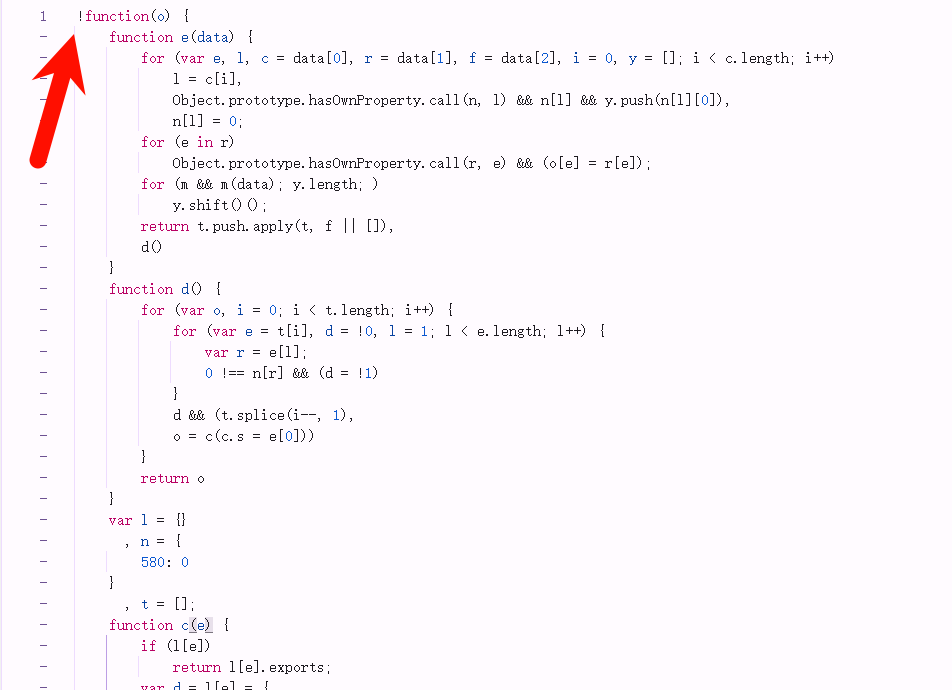 1 !function(o) {
- function e(data) {
- for (var e, l, c = data[0], r = data[1], f = data[2], i = 0, y = []; i < c.length; i++)
- l = c[i],
- Object.prototype.hasOwnProperty.call(n, l) && n[l] && y.push(n[l][0]),
n[l] = 0;
for (e in r)
Object.prototype.hasOwnProperty.call(r, e) && (o[e] = r[e]);
- for (m && m(data); y.length; )
- y.shift()();
- return t.push.apply(t, f || []),
- d()
- }
- function d() {
- for (var o, i = 0; i < t.length; i++) {
- for (var e = t[i], d = !0, l = 1; l < e.length; l++) {
- var r = e[l];
- 0 !== n[r] && (d = !1)
- }
- d && (t.splice(i--, 1),
- o = c(c.s = e[0]))
- }
- return o
- }
- var l = {}
- , n = {
- 580: 0
- }
- , t = [];
- function c(e) {
- if (l[e])
- return l[e].exports;
- var d = l[e] = {